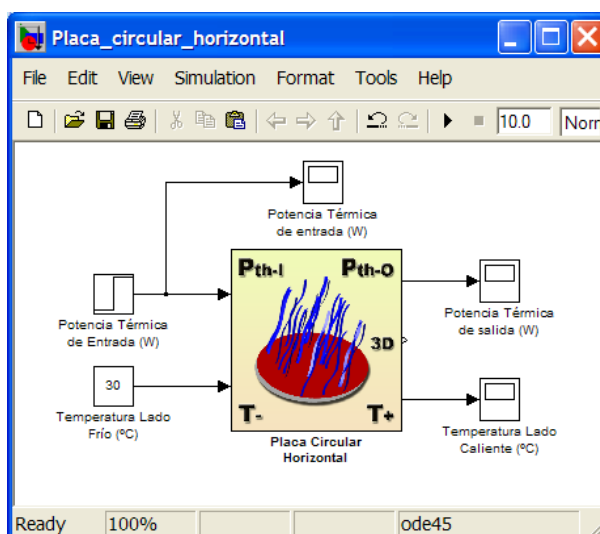 Placa_circular_horizontal
File Edit View Simulation Format Tools Help
10.0 Norn
Potencia Térmica
de entrada (W)
Pth-I Pth-O
Potencia Térmica
de Entrada (W)
Potencia Térmica
de salida (W)
3D
30
T- T+
Temperatura Lado
Frío (ºC)
Placa Circular
Horizontal
Temperatura Lado
Caliente (ºC)
Ready 100% ode45